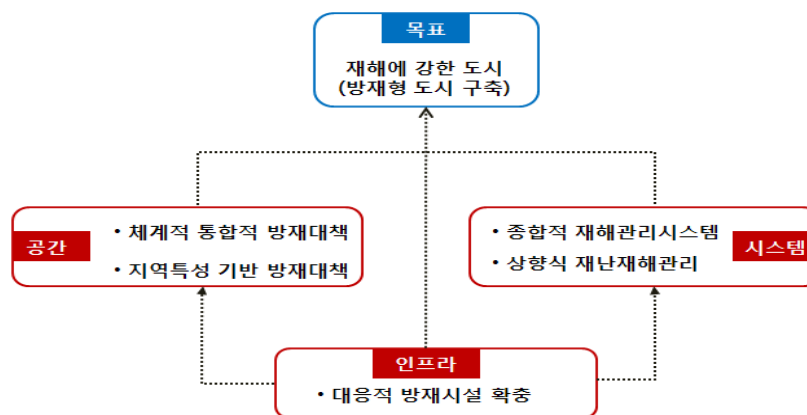 목표
재해에 강한 도시
(방재형 도시 구축)
공간
• 체계적 통합적 방재대책
• 지역특성 기반 방재대책
• 종합적 재해관리시스템
• 상향식 재난재해관리
시스템
인프라
• 대응적 방재시설 확충